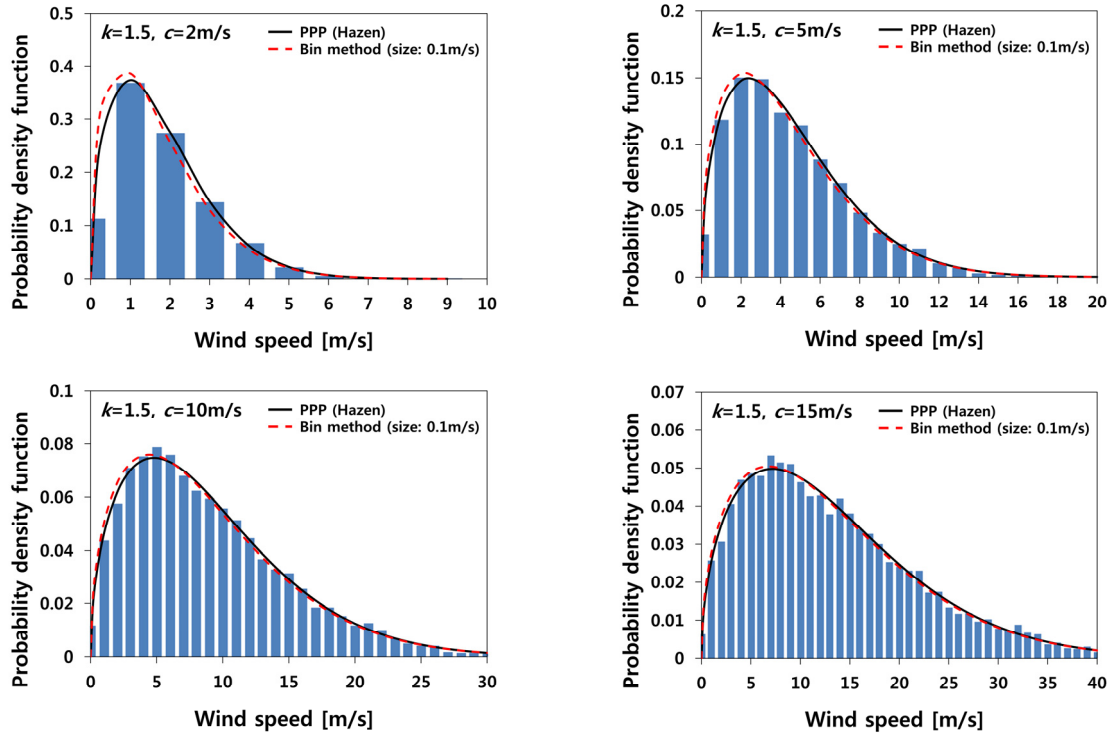 k=1.5, c=2m/s
PPP (Hazen)
Bin method (size: 0.1m/s)
Probability density function
0.5
0.4
0.3
0.2
0.1
0
0 1 2 3 4 5 6 7 8 9 10
Wind speed [m/s]
k=1.5, c=5m/s
PPP (Hazen)
Bin method (size: 0.1m/s)
Probability density function
0.2
0.15
0.1
0.05
0
0 2 4 6 8 10 12 14 16 18 20
Wind speed [m/s]
k=1.5, c=10m/s
PPP (Hazen)
Bin method (size: 0.1m/s)
Probability density function
0.1
0.08
0.06
0.04
0.02
0
0 5 10 15 20 25 30
Wind speed [m/s]
k=1.5, c=15m/s
PPP (Hazen)
Bin method (size: 0.1m/s)
Probability density function
0.07
0.06
0.05
0.04
0.03
0.02
0.01
0
0 5 10 15 20 25 30 35 40
Wind speed [m/s]